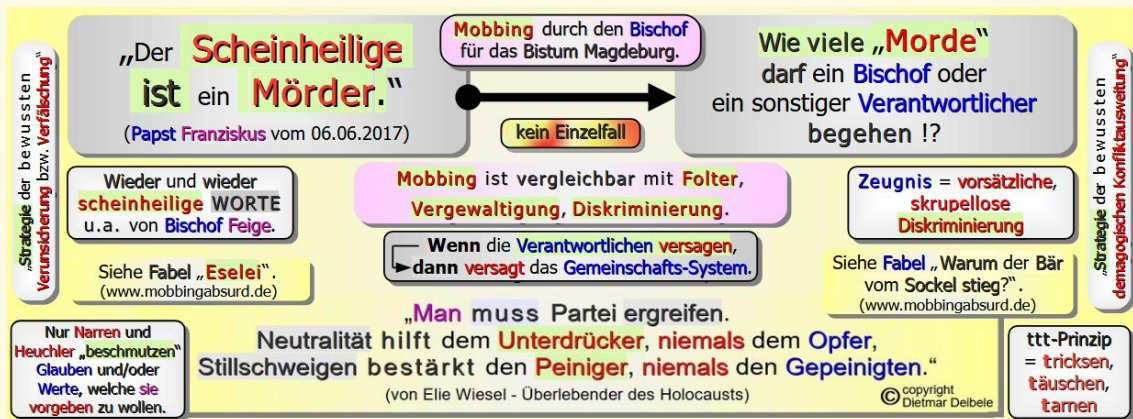 „Strategie der bewussten
Verunsicherung bzw. Verfälschung“
„Der Scheinheilige
ist ein Mörder.“
(Papst Franziskus vom 06.06.2017)
Mobbing durch den Bischof
für das Bistum Magdeburg.
kein Einzelfall
Wie viele „Morde“
darf ein Bischof oder
ein sonstiger Verantwortlicher
begehen !?
„Strategie der bewussten
demagogischen Konfliktausweitung“
Wieder und wieder
scheinheilige WORTE
u.a. von Bischof Feige.
Mobbing ist vergleichbar mit Folter,
Vergewaltigung, Diskriminierung.
Zeugnis = vorsätzliche,
skrupellose
Diskriminierung
Wenn die Verantwortlichen versagen,
dann versagt das Gemeinschafts-System.
Siehe Fabel „Eselei“.
(www.mobbingabsurd.de)
Siehe Fabel „Warum der Bär
vom Sockel stieg?“.
(www.mobbingabsurd.de)
Nur Narren und
Heuchler „beschmutzen“
Glauben und/oder
Werte, welche sie
vorgeben zu wollen.
„Man muss Partei ergreifen.
Neutralität hilft dem Unterdrücker, niemals dem Opfer,
Stillschweigen bestärkt den Peiniger, niemals den Gepeinigten.“
(von Elie Wiesel - Überlebender des Holocausts)
© copyright
Dietmar Deibele
ttt-Prinzip
= tricksen,
täuschen,
tarnen